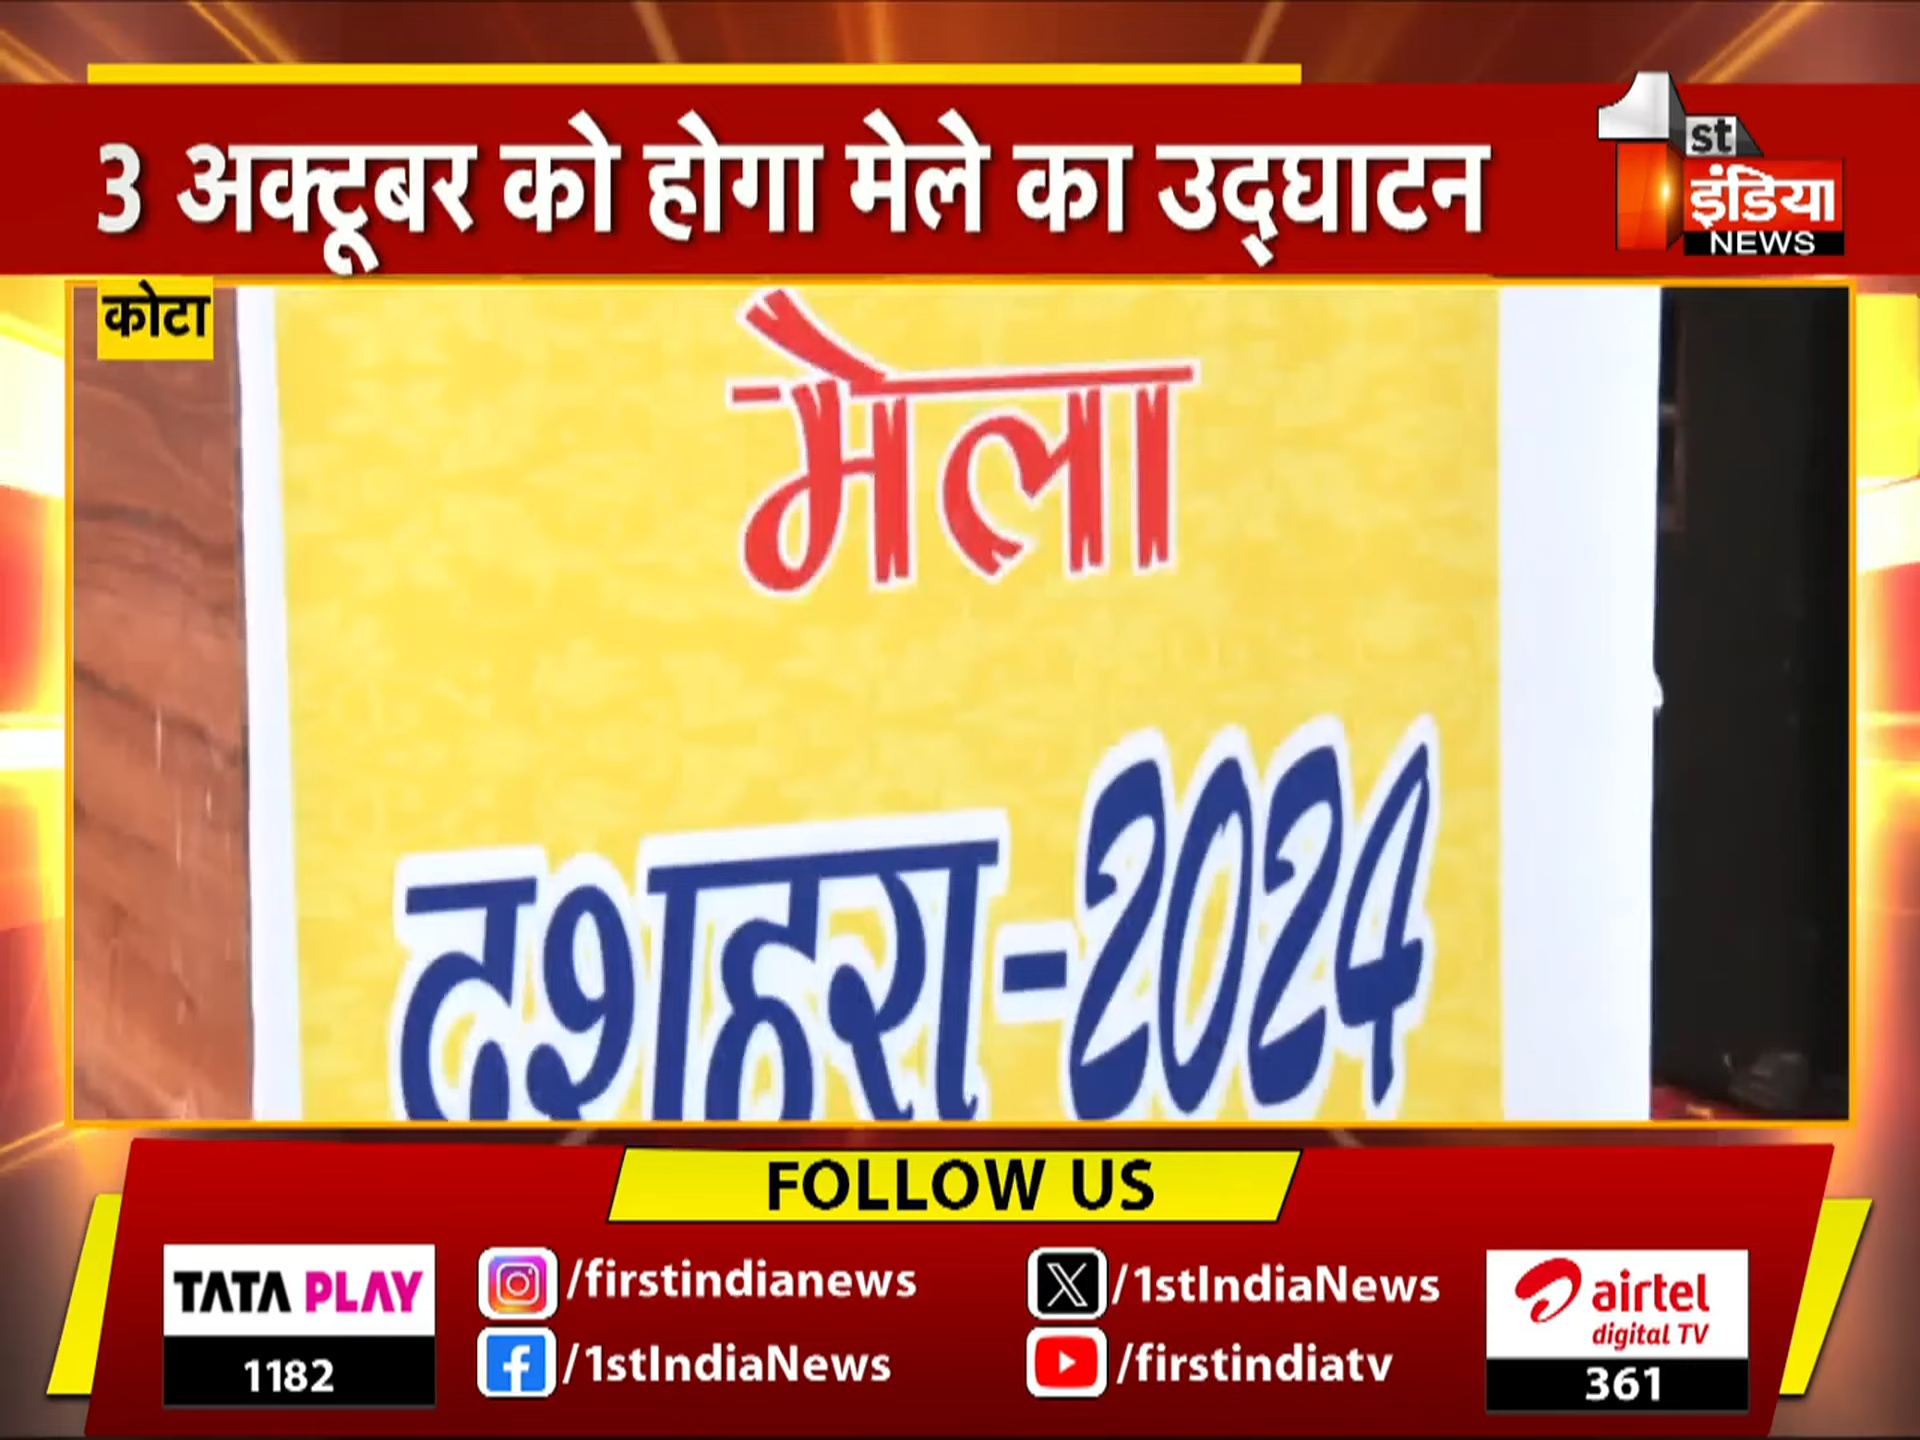 3 अक्टूबर को होगा मेले का उद्घाटन
1st
इंडिया
NEWS
कोटा
मेला
दशहरा-2024
FOLLOW US
TATA PLAY
1182
/firstindianews
/1stIndiaNews
/1stIndiaNews
/firstindiatv
airtel
digital TV
361